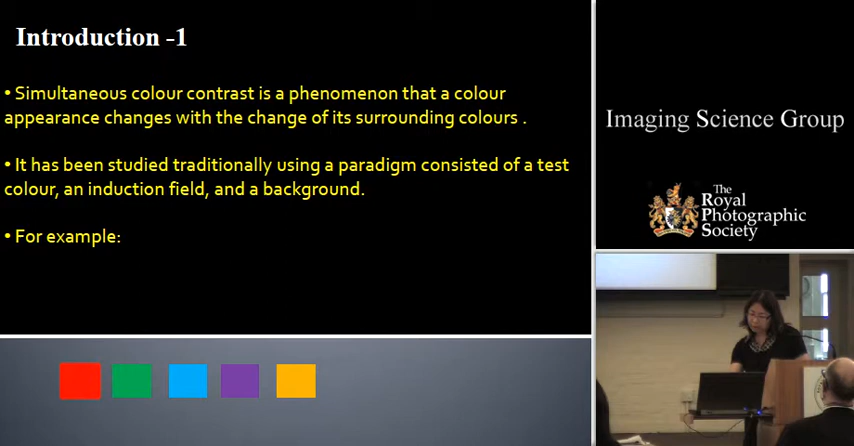 Introduction -1
• Simultaneous colour contrast is a phenomenon that a colour
appearance changes with the change of its surrounding colours .
• It has been studied traditionally using a paradigm consisted of a test
colour, an induction field, and a background.
• For example:
Imaging Science Group
The
Royal
Photographic
Society